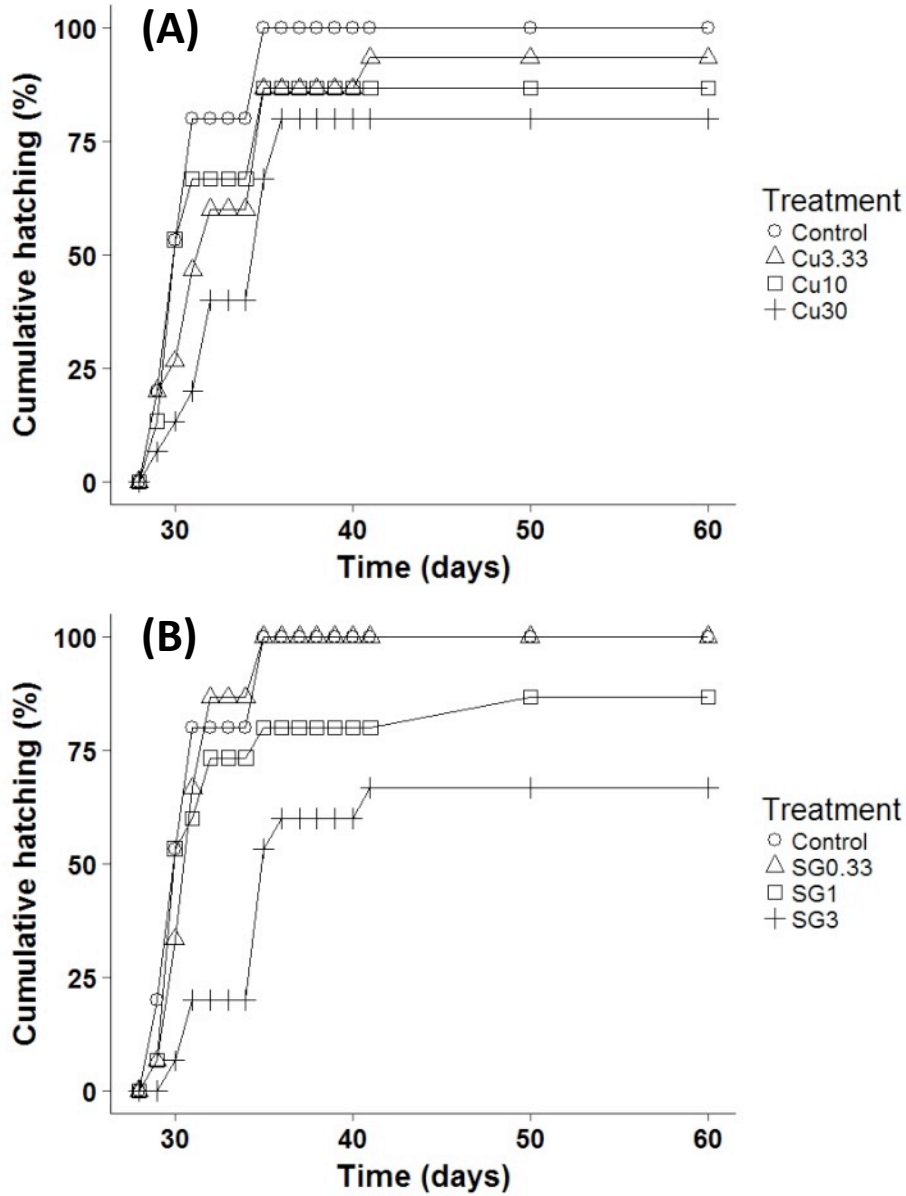 (A)
Cumulative hatching (%)
100
75
50
25
0
30 40 50 60
Time (days)
Treatment
Control
Cu3.33
Cu10
Cu30
(B)
Cumulative hatching (%)
100
75
50
25
0
30 40 50 60
Time (days)
Treatment
Control
SG0.33
SG1
SG3